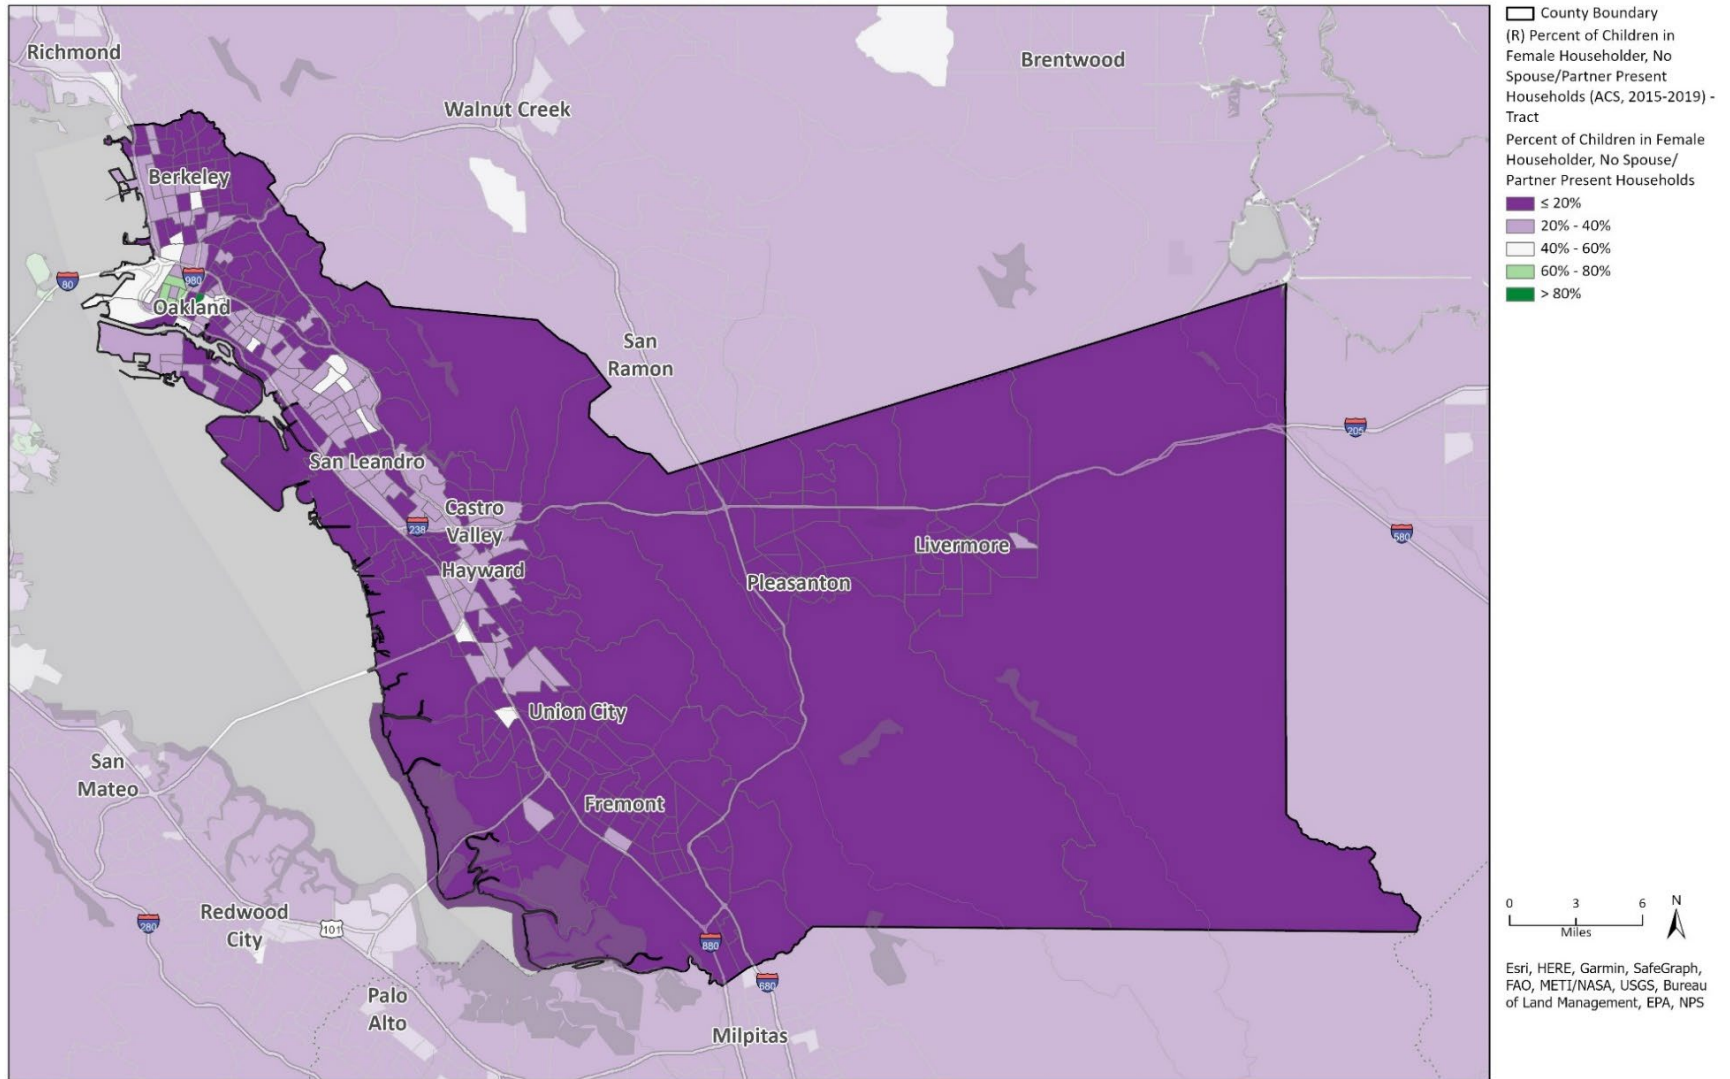 Richmond
Brentwood
Walnut Creek
Berkeley
80
980
Oakland
San
Ramon
205
San Leandro
Castro
Valley
238
580
Livermore
Hayward
Pleasanton
Union City
San
Mateo
Fremont
Redwood
City
280
101
880
680
Palo
Alto
Milpitas
County Boundary
(R) Percent of Children in
Female Householder, No
Spouse/Partner Present
Households (ACS, 2015-2019) -
Tract
Percent of Children in Female
Householder, No Spouse/
Partner Present Households
≤ 20%
20% - 40%
40% - 60%
60% - 80%
> 80%
0 3 6
Miles
N
Esri, HERE, Garmin, SafeGraph,
FAO, METI/NASA, USGS, Bureau
of Land Management, EPA, NPS